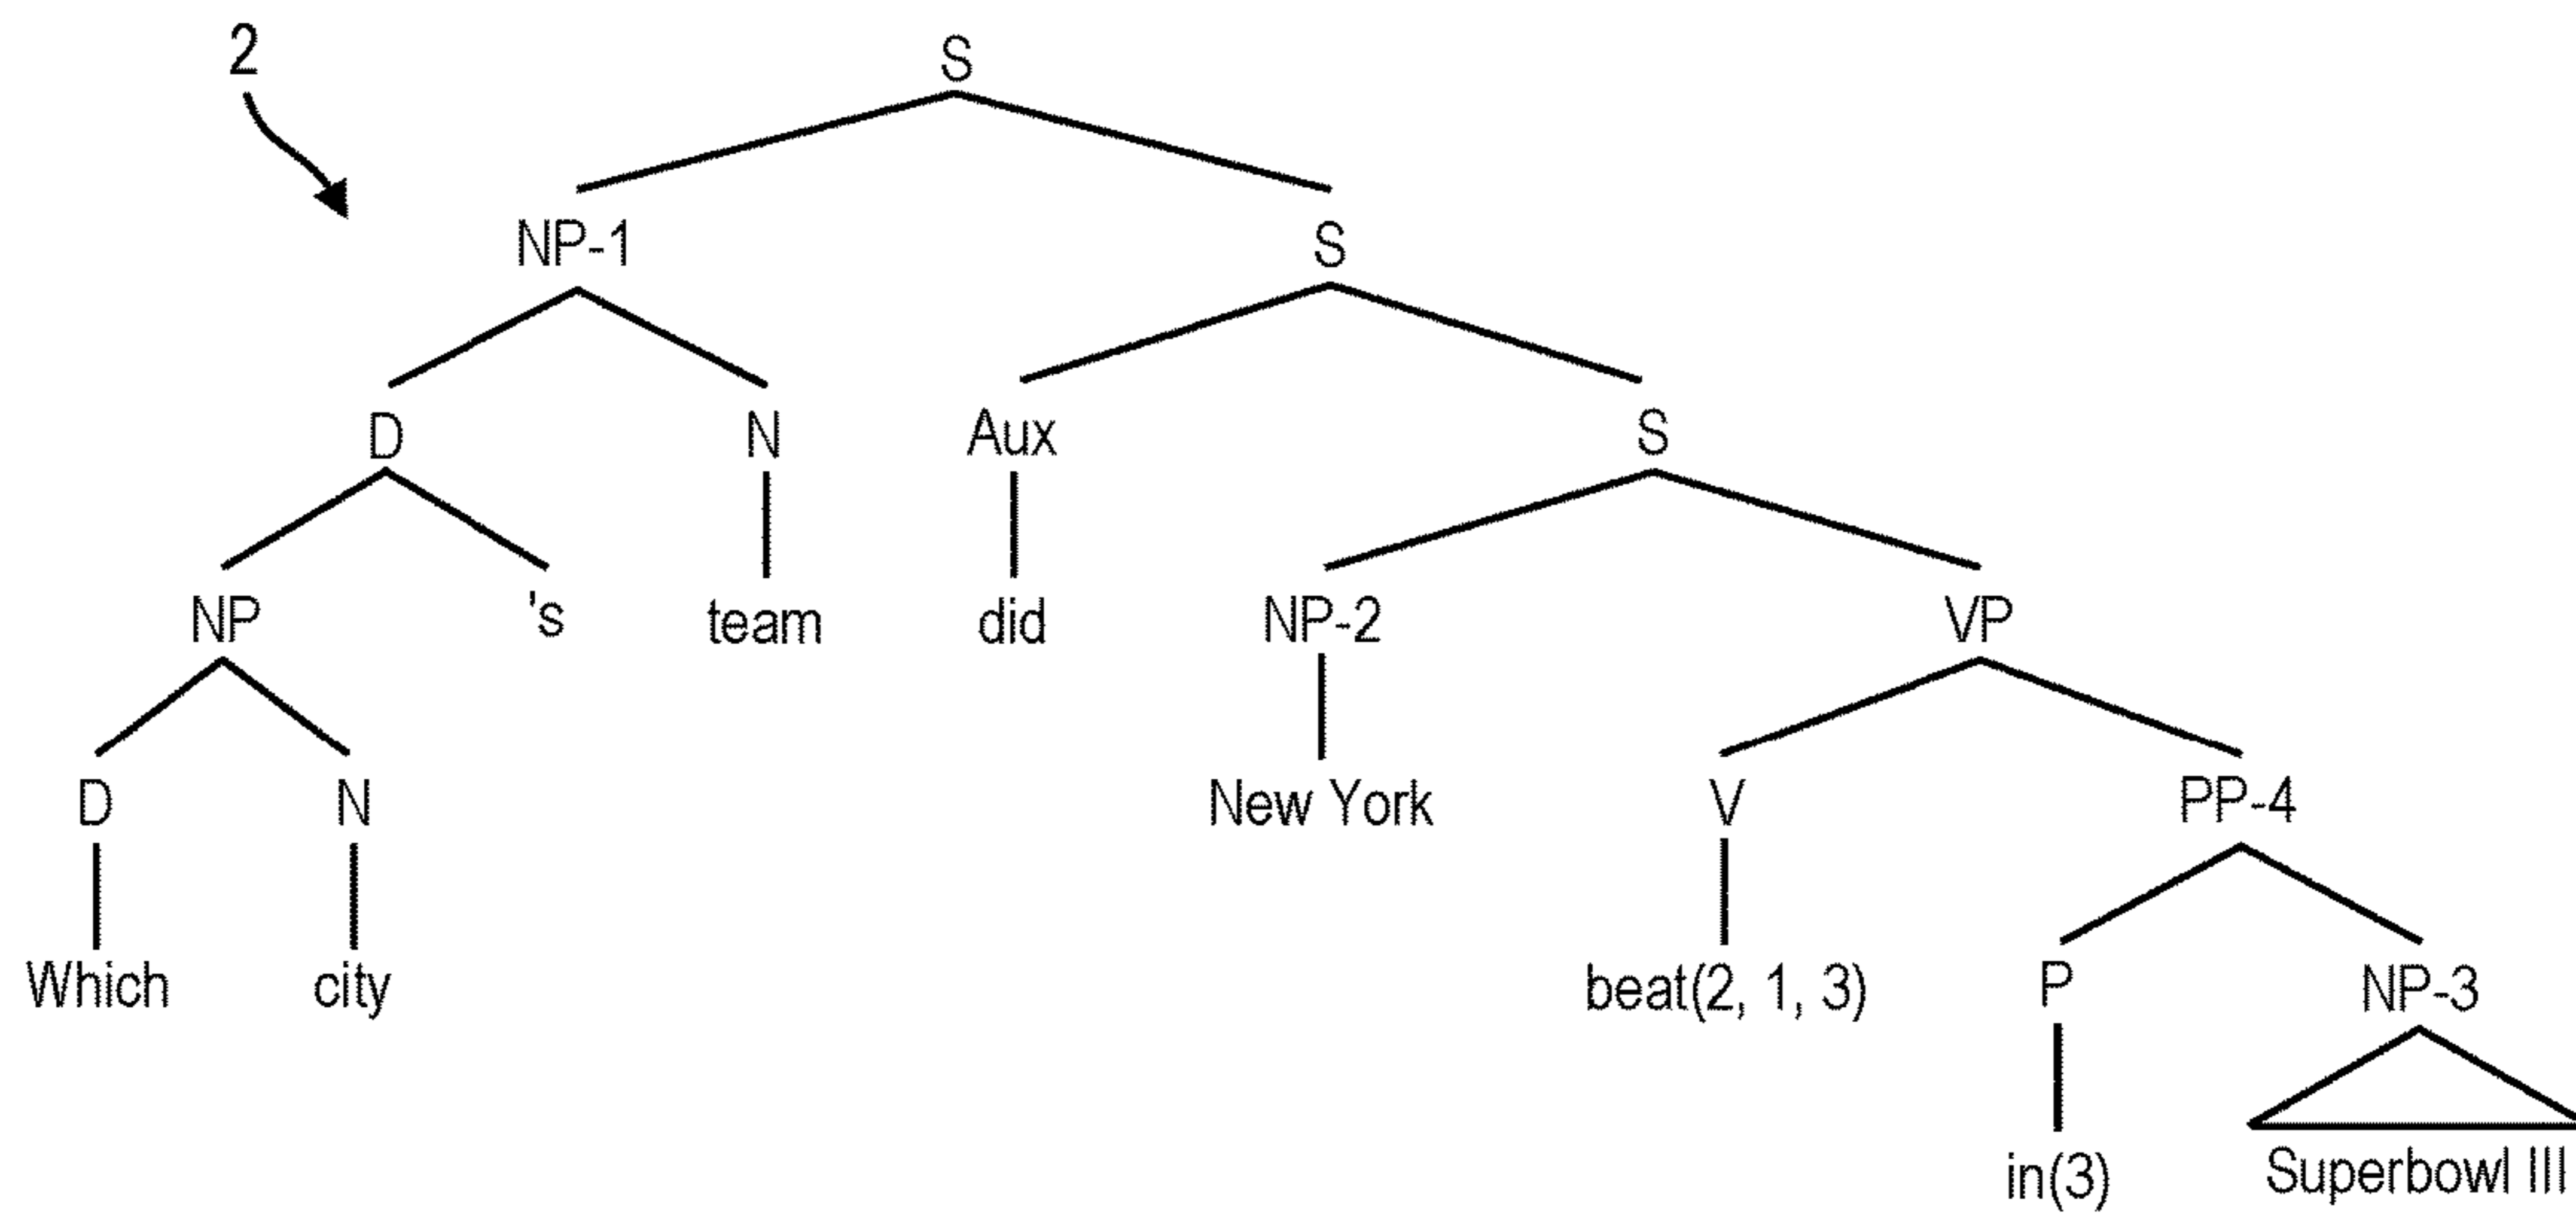 2
S
NP-1 S
D N Aux S
NP 's team did NP-2 VP
D N New York V PP-4
Which city beat(2, 1, 3) P NP-3
in(3) Superbowl III